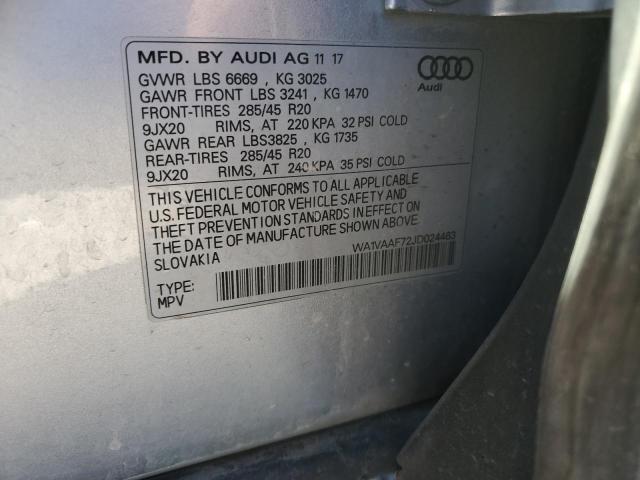 MFD. BY AUDI AG 11 17
GVWR LBS 6669 , KG 3025
GAWR FRONT LBS 3241 , KG 1470
FRONT-TIRES 285/45 R20
9JX20 RIMS, AT 220 KPA 32 PSI COLD
GAWR REAR LBS3825 , KG 1735
REAR-TIRES 285/45 R20
9JX20 RIMS, AT 240 KPA 35 PSI COLD
THIS VEHICLE CONFORMS TO ALL APPLICABLE
U.S. FEDERAL MOTOR VEHICLE SAFETY AND
THEFT PREVENTION STANDARDS IN EFFECT ON
THE DATE OF MANUFACTURE SHOWN ABOVE.
SLOVAKIA
WA1VAAF72JD024463
TYPE:
MPV
Audi